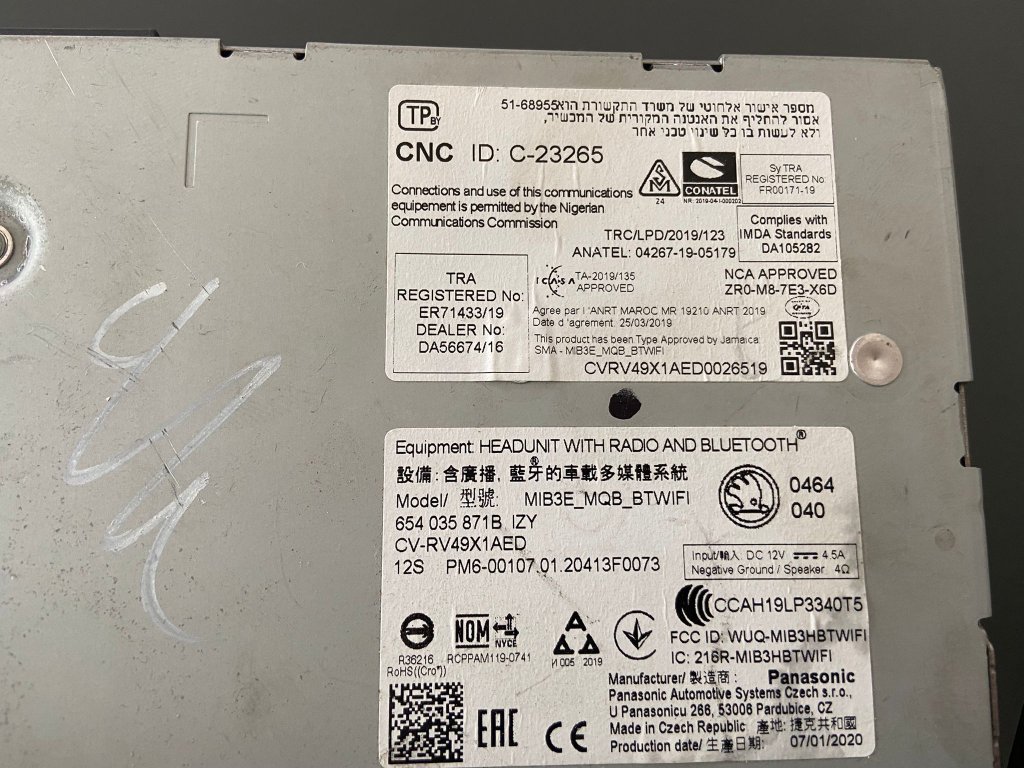 TP BY
CNC ID: C-23265
מספר אישור אלחוטי של משרד התקשורת הוא 51-68955
אסור להחליף את האנטנה המקורית של המכשיר,
ולא לעשות בו כל שינוי טכני אחר
24
CONATEL
NR: 2019-04-I-000202
Sy TRA
REGISTERED No:
FR00171-19
Connections and use of this communications
equipement is permitted by the Nigerian
Communications Commission
Complies with
IMDA Standards
DA105282
TRC/LPD/2019/123
ANATEL: 04267-19-05179
TRA
REGISTERED No:
ER71433/19
DEALER No:
DA56674/16
ICASA TA-2019/135
APPROVED
NCA APPROVED
ZR0-M8-7E3-X6D
Agree par l 'ANRT MAROC MR 19210 ANRT 2019
Date d 'agrement. 25/03/2019
This product has been Type Approved by Jamaica:
SMA - MIB3E_MQB_BTWIFI
CVRV49X1AED0026519
Equipment: HEADUNIT WITH RADIO AND BLUETOOTH®
設備: 含廣播, 藍牙®的車載多媒體系統
Model/ 型號: MIB3E_MQB_BTWIFI
654 035 871B IZY
CV-RV49X1AED
12S PM6-00107.01.20413F0073
0464
040
Input/輸入: DC 12V 4.5A
Negative Ground / Speaker 4Ω
CCAH19LP3340T5
FCC ID: WUQ-MIB3HBTWIFI
IC: 216R-MIB3HBTWIFI
R36216
RoHS((Cro⁺⁶))
NOM NYCE
RCPPAM119-0741
И 005 2019
EAC CE
Manufacturer/ 製造商: Panasonic
Panasonic Automotive Systems Czech s.r.o.,
U Panasonicu 266, 53006 Pardubice, CZ
Made in Czech Republic 產地: 捷克共和國
Production date/ 生產日期: 07/01/2020